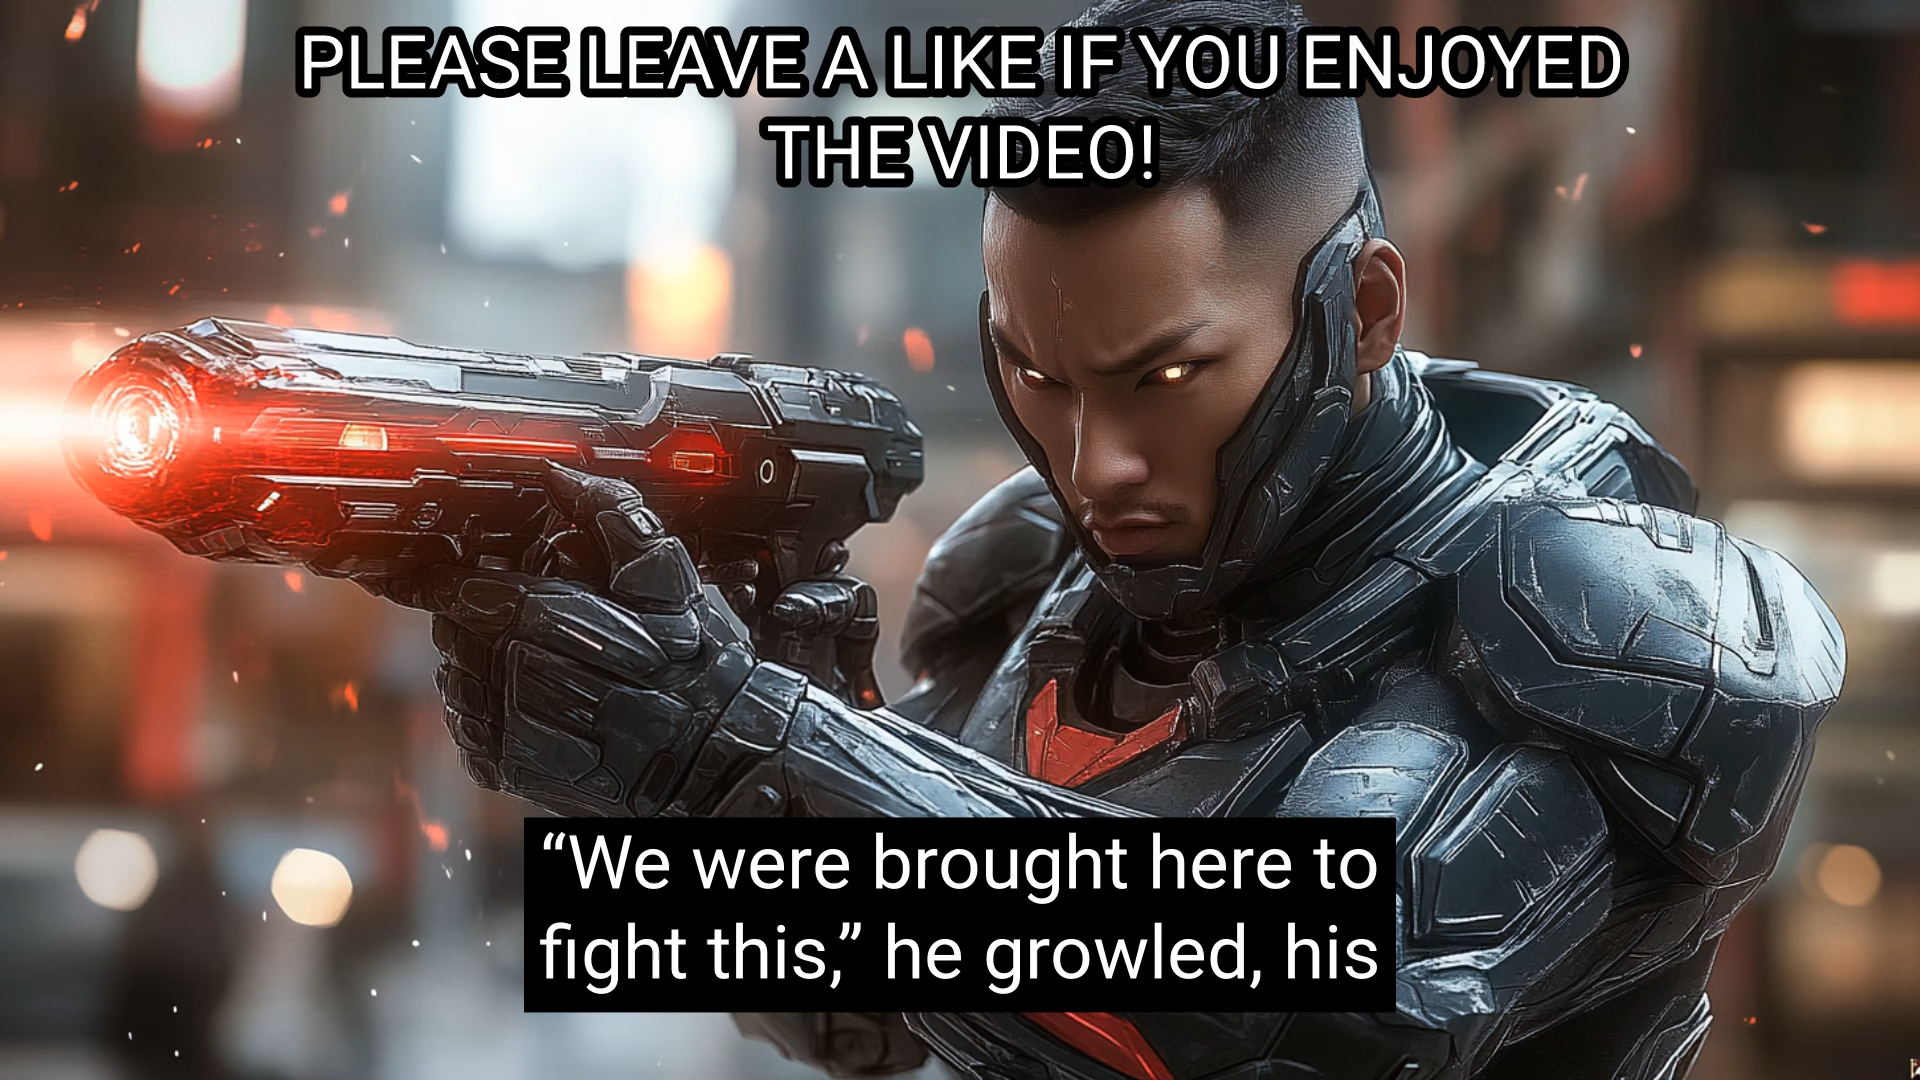 PLEASE LEAVE A LIKE IF YOU ENJOYED
THE VIDEO!
“We were brought here to
fight this,” he growled, his